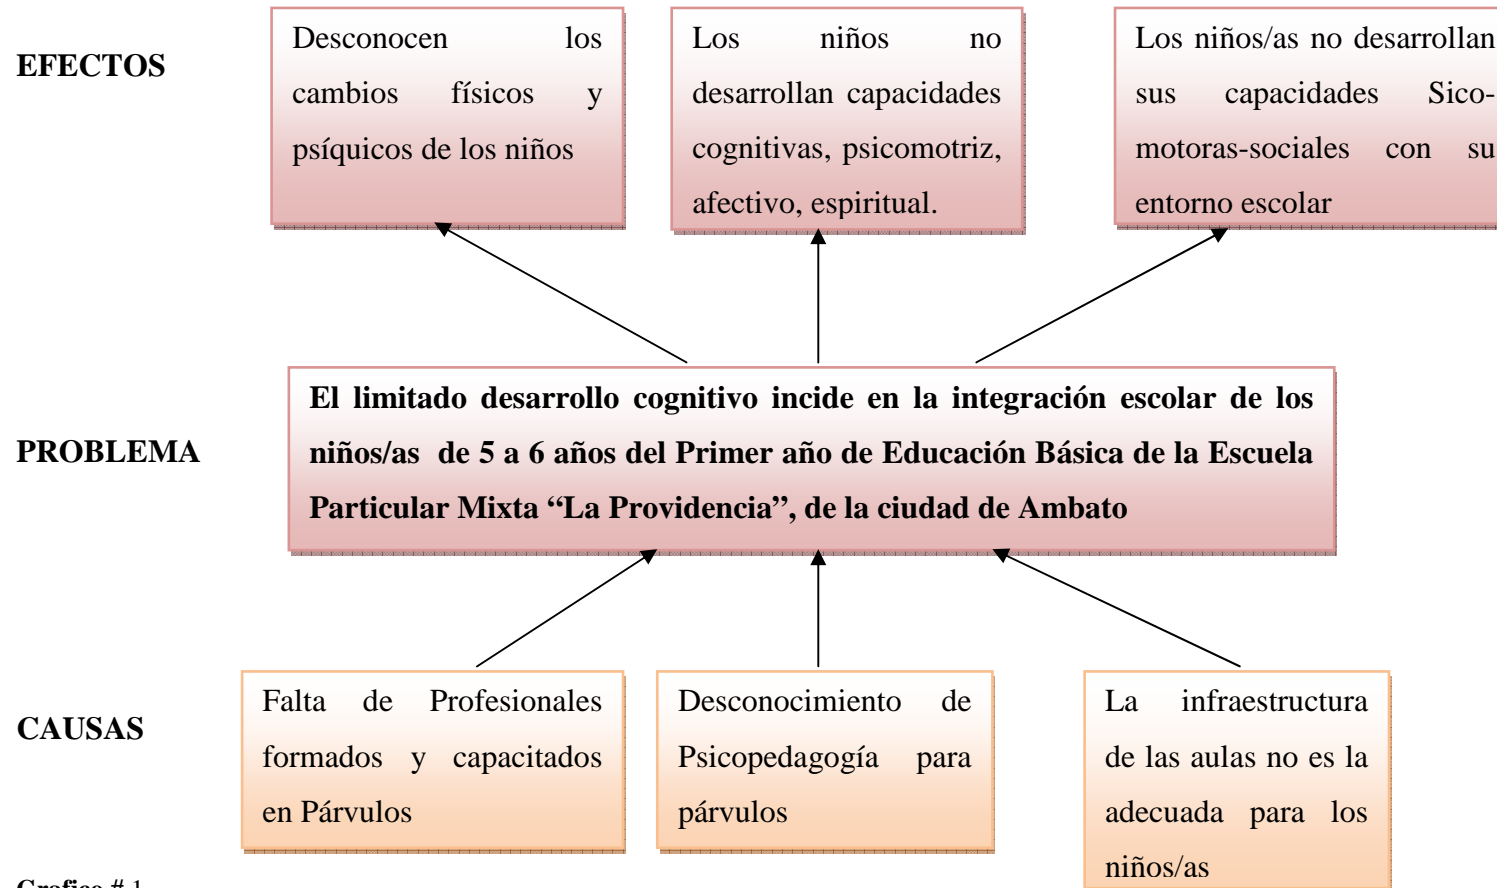 EFECTOS
Desconocen los
cambios físicos y
psíquicos de los niños
Los niños no
desarrollan capacidades
cognitivas, psicomotriz,
afectivo, espiritual.
Los niños/as no desarrollan
sus capacidades Sico-
motoras-sociales con su
entorno escolar
PROBLEMA
El limitado desarrollo cognitivo incide en la integración escolar de los
niños/as de 5 a 6 años del Primer año de Educación Básica de la Escuela
Particular Mixta “La Providencia”, de la ciudad de Ambato
CAUSAS
Falta de Profesionales
formados y capacitados
en Párvulos
Desconocimiento de
Psicopedagogía para
párvulos
La infraestructura
de las aulas no es la
adecuada para los
niños/as
Grafico # 1